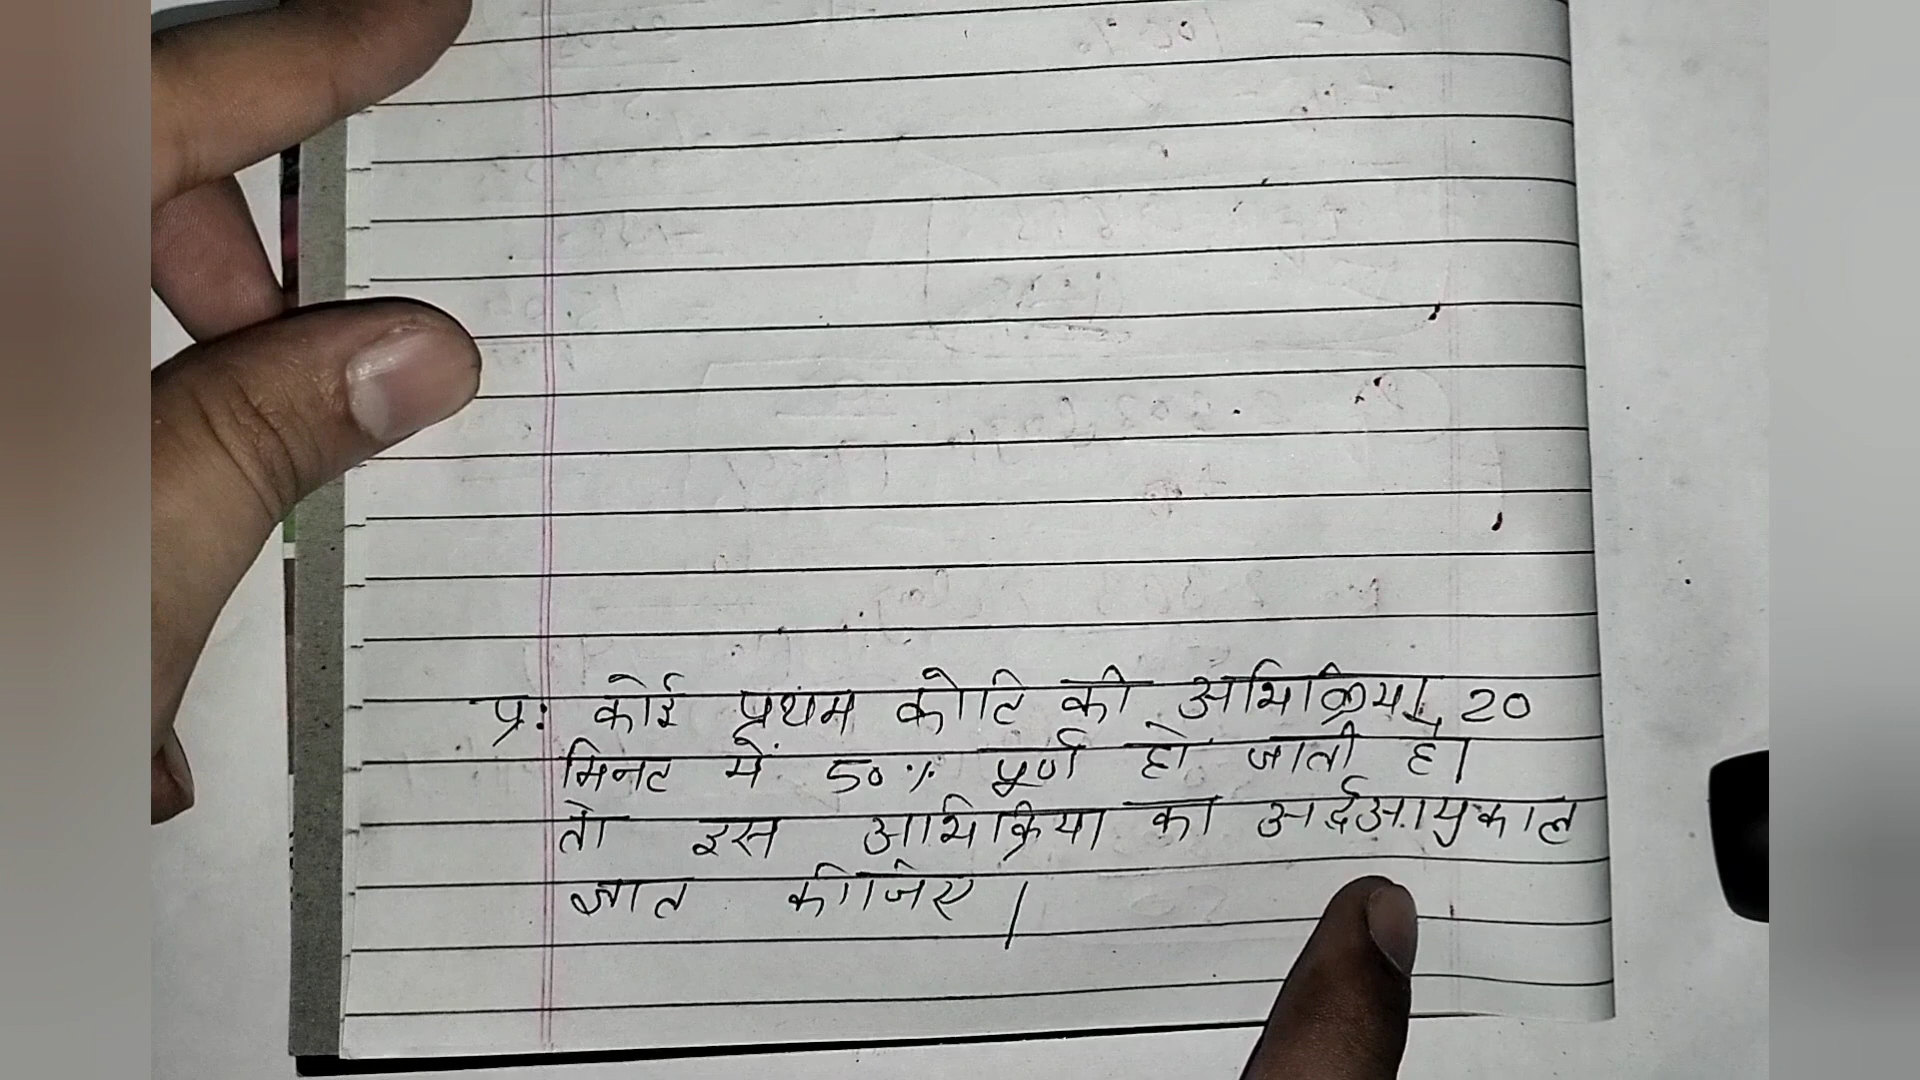 प्र: कोई प्रथम कोटि की अभिक्रिया 20
मिनट में 50% पूर्ण हो जाती है।
तो इस अभिक्रिया का अर्द्धआयुकाल
ज्ञात कीजिए।